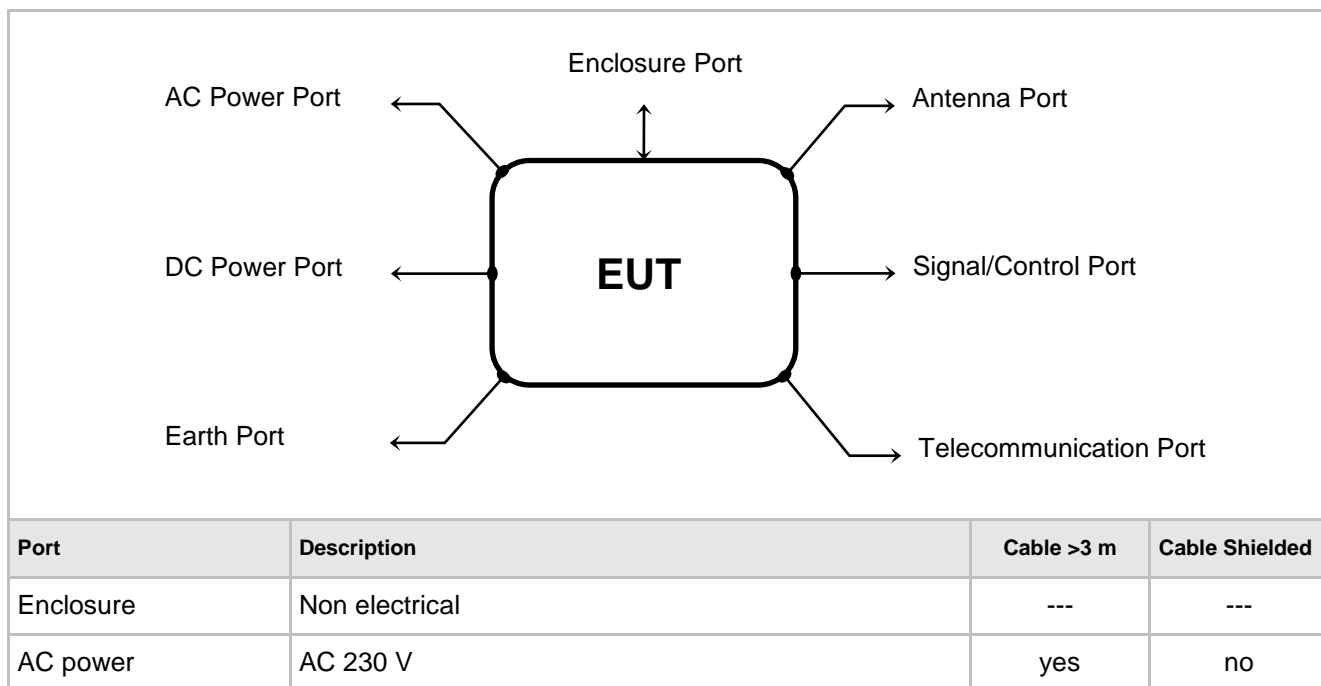 Enclosure Port
AC Power Port
Antenna Port
DC Power Port
EUT
Signal/Control Port
Earth Port
Telecommunication Port
Port Description Cable >3 m Cable Shielded
Enclosure Non electrical --- ---
AC power AC 230 V yes no